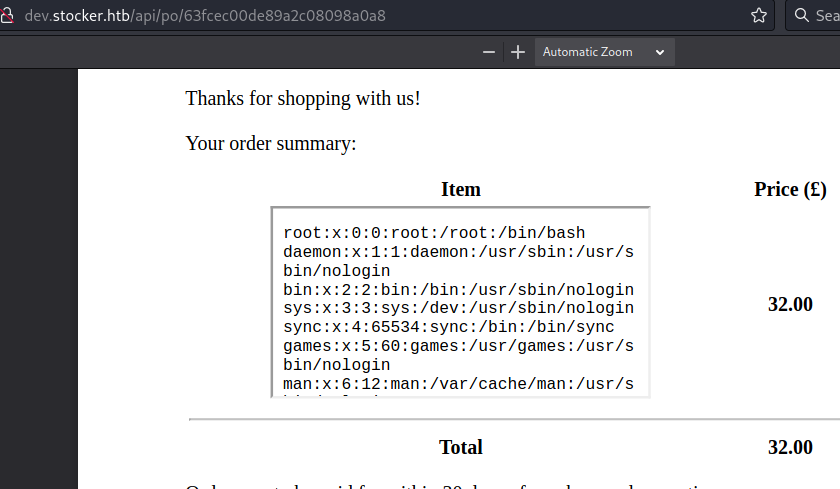 dev.stocker.htb/api/po/63fcec00de89a2c08098a0a8
Sea
Automatic Zoom
Thanks for shopping with us!
Your order summary:
Item Price (£)
root:x:0:0:root:/root:/bin/bash
daemon:x:1:1:daemon:/usr/sbin:/usr/s
bin/nologin
bin:x:2:2:bin:/bin:/usr/sbin/nologin
sys:x:3:3:sys:/dev:/usr/sbin/nologin
sync:x:4:65534:sync:/bin:/bin/sync
games:x:5:60:games:/usr/games:/usr/s
bin/nologin
man:x:6:12:man:/var/cache/man:/usr/s
32.00
Total 32.00